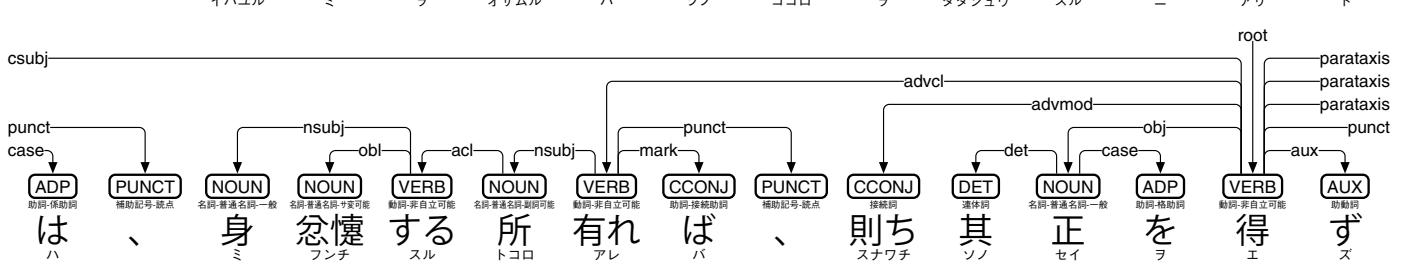 イハユル ミ ヲ オサムル ハ ソノ ココロ ヲ タダシュウ スル ニ アリ ト
root
csubj parataxis
advcl parataxis
advmod parataxis
punct nsubj punct obj punct
case obl acl nsubj mark det case aux
ADP PUNCT NOUN NOUN VERB NOUN VERB CCONJ PUNCT CCONJ DET NOUN ADP VERB AUX
助詞-係助詞 補助記号-読点 名詞-普通名詞-一般 名詞-普通名詞-サ変可能 動詞-非自立可能 名詞-普通名詞-副詞可能 動詞-非自立可能 助詞-接続助詞 補助記号-読点 接続詞 連体詞 名詞-普通名詞-一般 助詞-格助詞 動詞-非自立可能 助動詞
は 、 身 忿懥 する 所 有れ ば 、 則ち 其 正 を 得 ず
ハ ミ フンチ スル トコロ アレ バ スナワチ ソノ セイ ヲ エ ズ